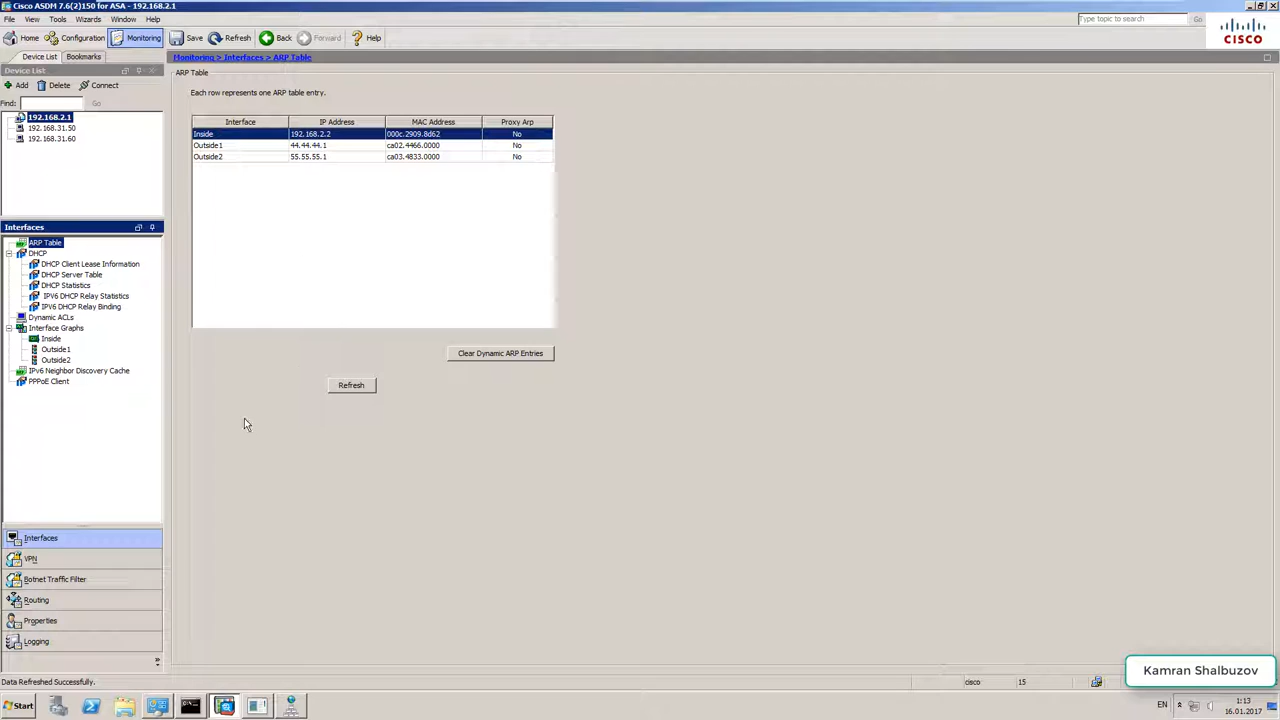 Cisco ASDM 7.6(2)150 for ASA - 192.168.2.1
File View Tools Wizards Window Help
Type topic to search Go
Home Configuration Monitoring Save Refresh Back Forward Help
CISCO
Device List Bookmarks
Monitoring > Interfaces > ARP Table
Device List
ARP Table
Add Delete Connect
Each row represents one ARP table entry.
Find: Go
192.168.2.1
192.168.31.50
192.168.31.60
Interface IP Address MAC Address Proxy Arp
Inside 192.168.2.2 000c.2909.8d62 No
Outside1 44.44.44.1 ca02.4466.0000 No
Outside2 55.55.55.1 ca03.4833.0000 No
Interfaces
ARP Table
DHCP
DHCP Client Lease Information
DHCP Server Table
DHCP Statistics
IPV6 DHCP Relay Statistics
IPV6 DHCP Relay Binding
Dynamic ACLs
Interface Graphs
Inside
Outside1
Outside2
IPv6 Neighbor Discovery Cache
PPPoE Client
Clear Dynamic ARP Entries
Refresh
Interfaces
VPN
Botnet Traffic Filter
Routing
Properties
Logging
Kamran Shalbuzov
Data Refreshed Successfully. cisco 15
Start EN 1:13
16.01.2017